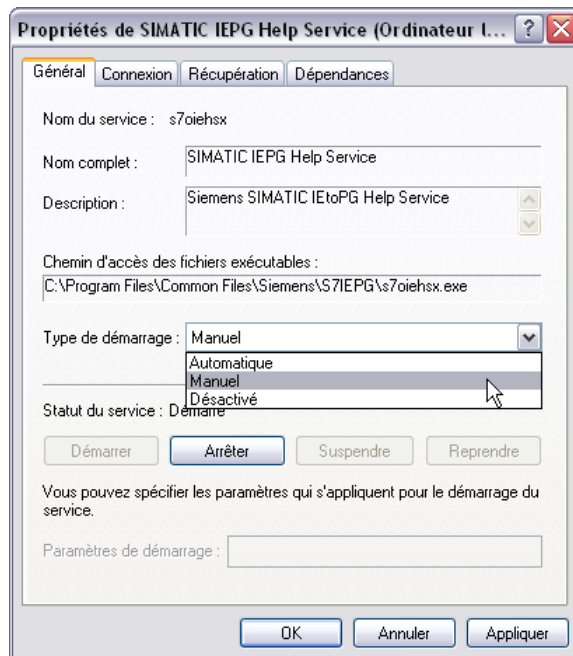 Propriétés de SIMATIC IEPG Help Service (Ordinateur l...
Général Connexion Récupération Dépendances
Nom du service : s7oiehsx
Nom complet : SIMATIC IEPG Help Service
Description : Siemens SIMATIC IEtoPG Help Service
Chemin d'accès des fichiers exécutables :
C:\Program Files\Common Files\Siemens\S7IEPG\s7oiehsx.exe
Type de démarrage : Manuel
Automatique
Manuel
Désactivé
Statut du service : Démarré
Démarrer Arrêter Suspendre Reprendre
Vous pouvez spécifier les paramètres qui s'appliquent pour le démarrage du
service.
Paramètres de démarrage :
OK Annuler Appliquer